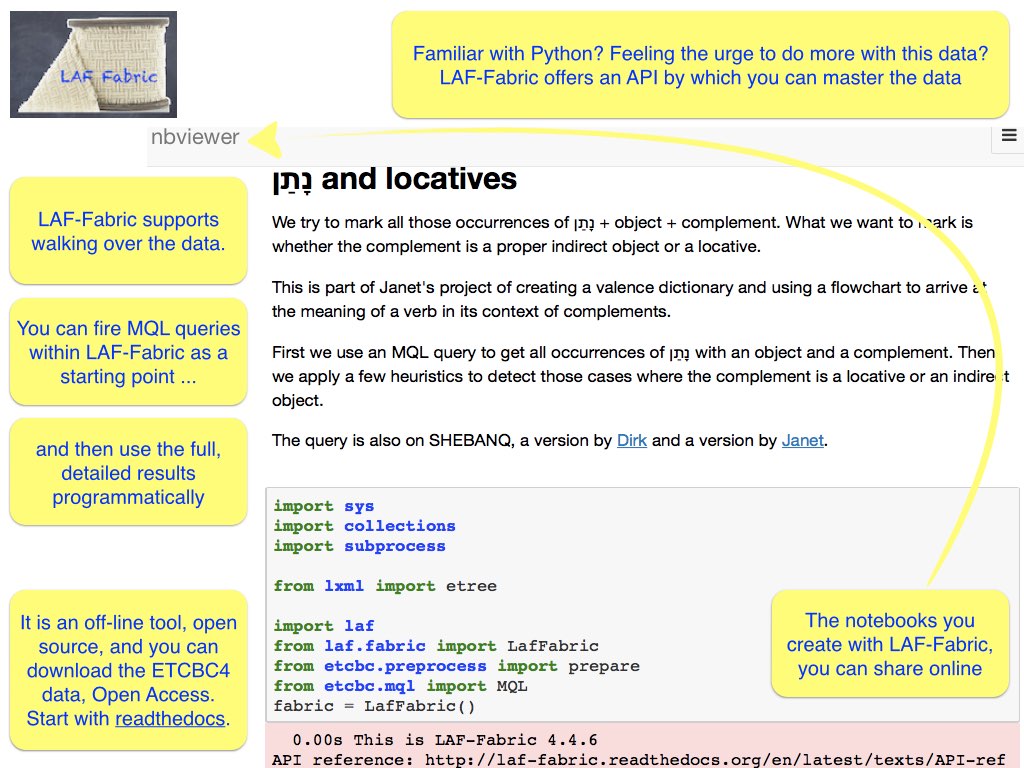 LAF Fabric
Familiar with Python? Feeling the urge to do more with this data?
LAF-Fabric offers an API by which you can master the data
nbviewer
נָתַן and locatives
LAF-Fabric supports
walking over the data.
We try to mark all those occurrences of נָתַן + object + complement. What we want to mark is
whether the complement is a proper indirect object or a locative.
This is part of Janet's project of creating a valence dictionary and using a flowchart to arrive at
the meaning of a verb in its context of complements.
You can fire MQL queries
within LAF-Fabric as a
starting point ...
First we use an MQL query to get all occurrences of נָתַן with an object and a complement. Then
we apply a few heuristics to detect those cases where the complement is a locative or an indirect
object.
The query is also on SHEBANQ, a version by Dirk and a version by Janet.
and then use the full,
detailed results
programmatically
import sys
import collections
import subprocess
from lxml import etree
import laf
from laf.fabric import LafFabric
from etcbc.preprocess import prepare
from etcbc.mql import MQL
fabric = LafFabric()
It is an off-line tool, open
source, and you can
download the ETCBC4
data, Open Access.
Start with readthedocs.
The notebooks you
create with LAF-Fabric,
you can share online
0.00s This is LAF-Fabric 4.4.6
API reference: http://laf-fabric.readthedocs.org/en/latest/texts/API-ref